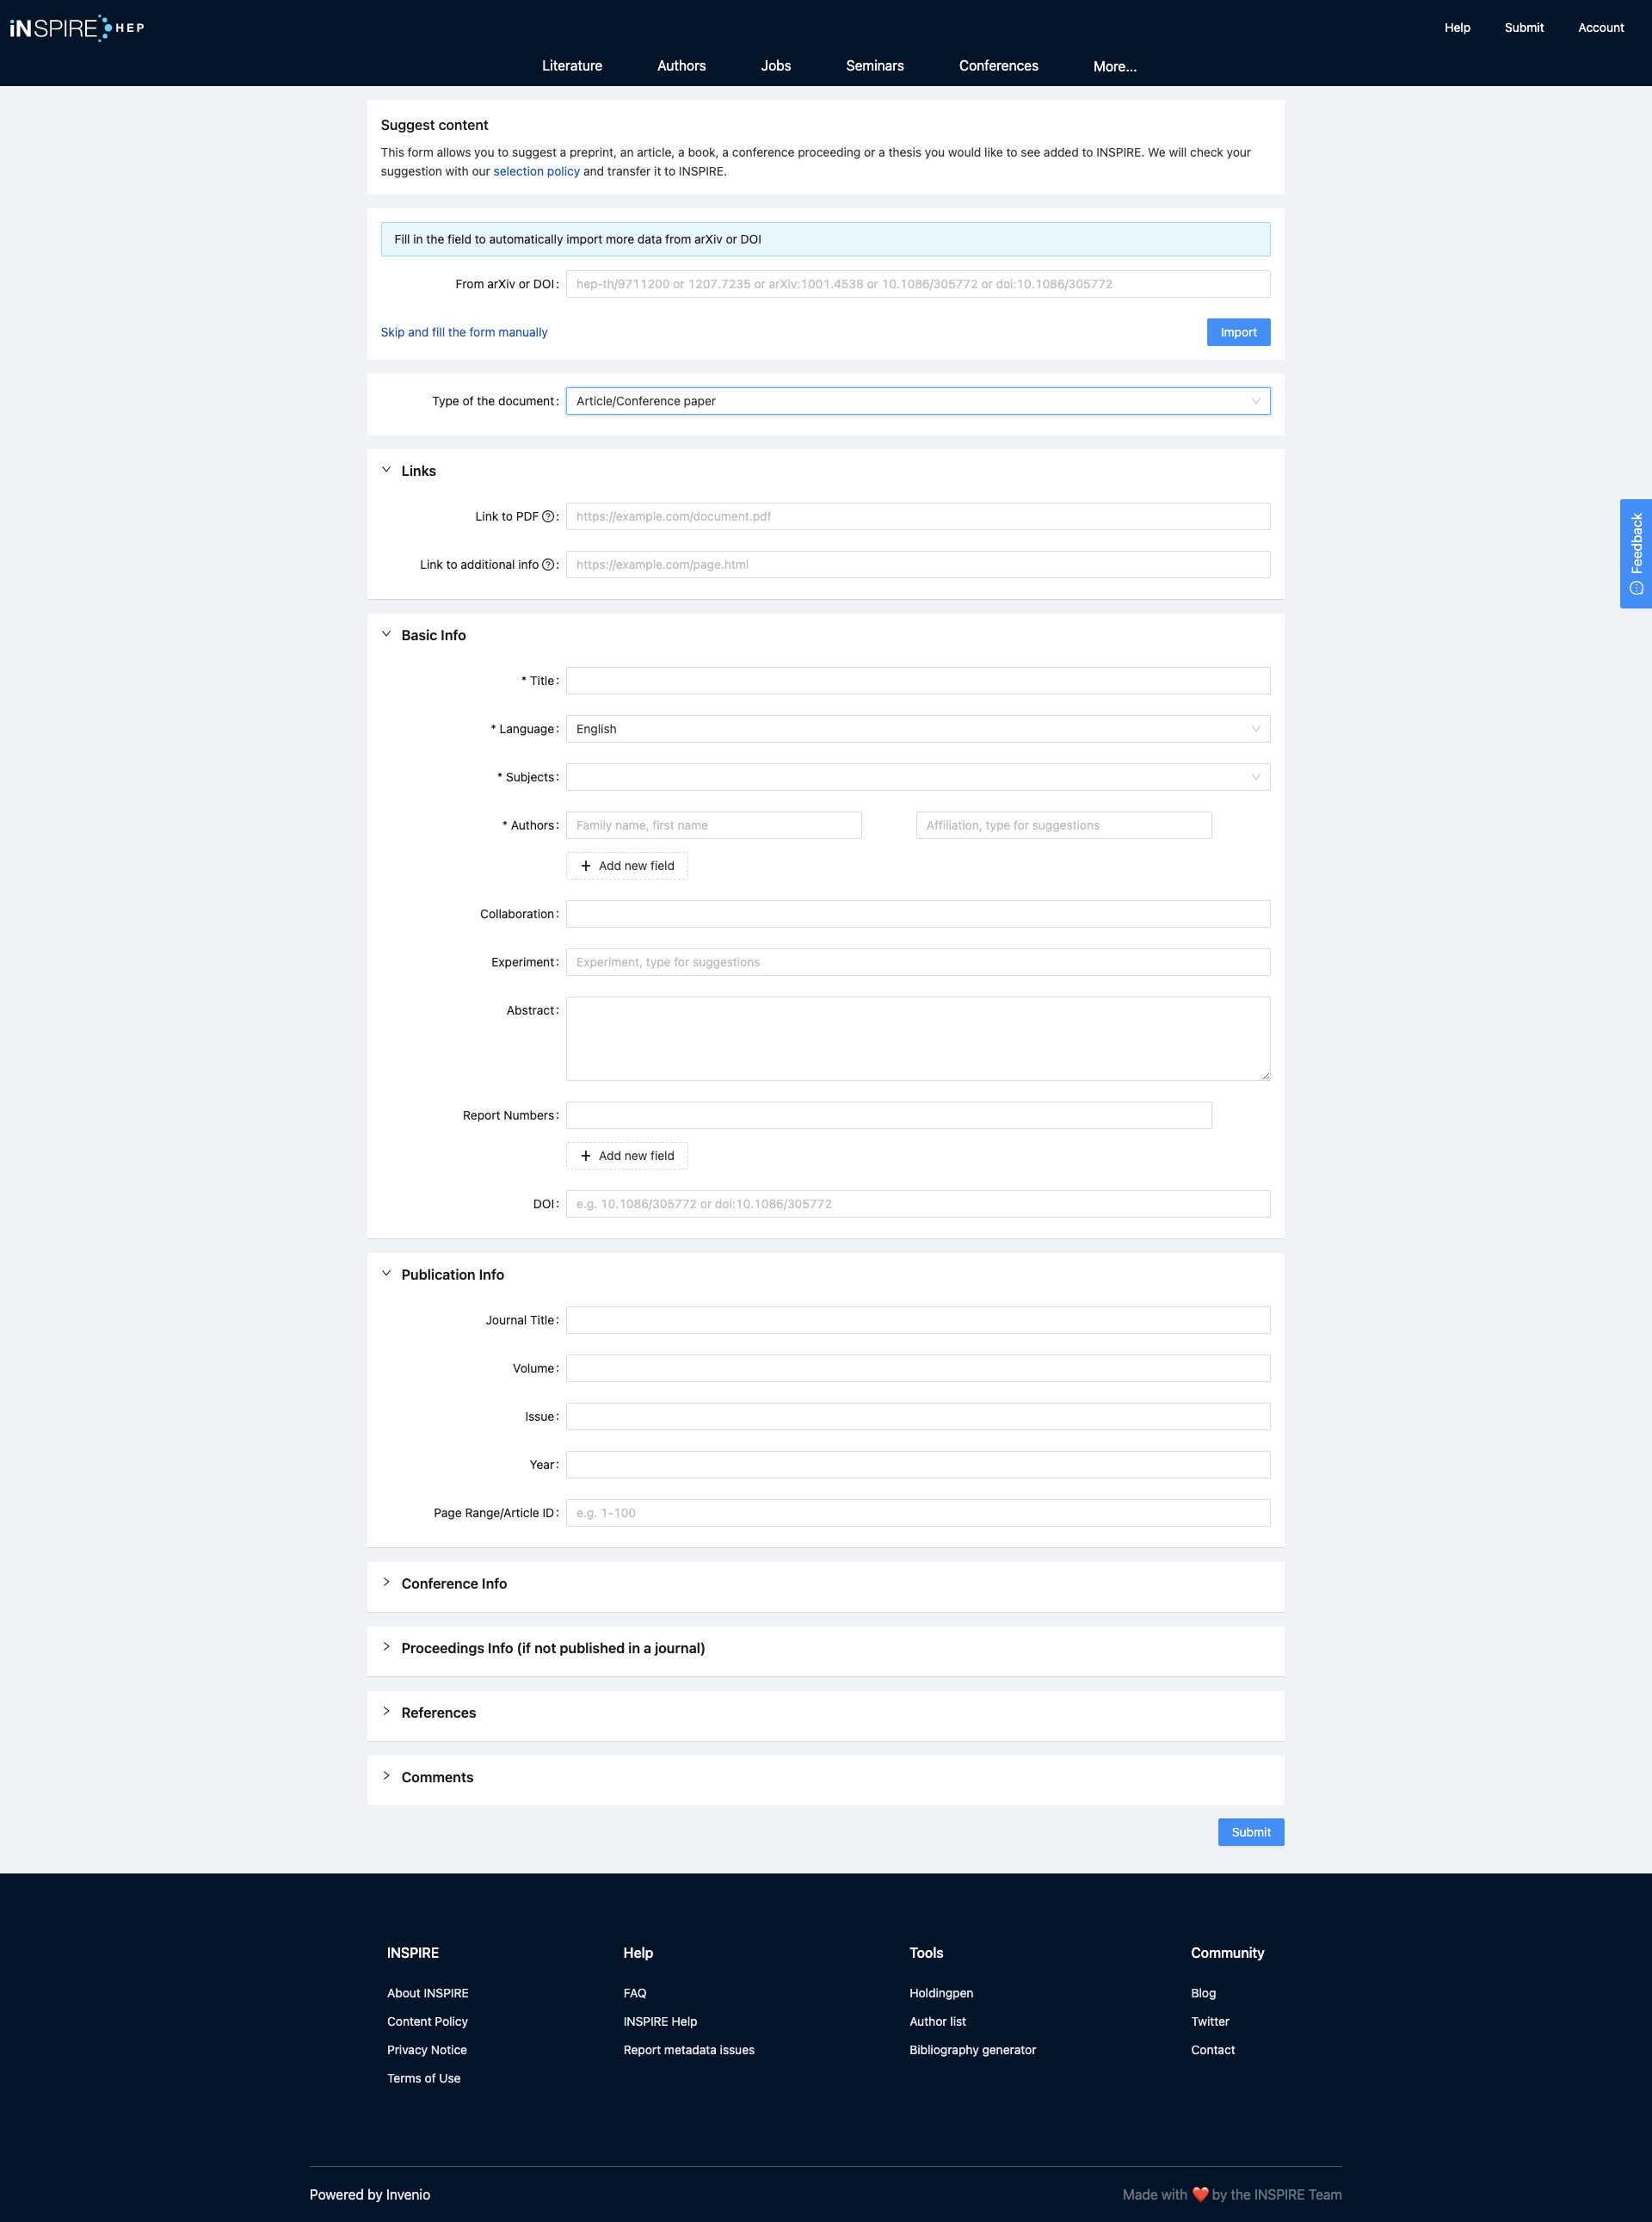 iNSPIRE HEP
Help Submit Account
Literature Authors Jobs Seminars Conferences More...
Suggest content
This form allows you to suggest a preprint, an article, a book, a conference proceeding or a thesis you would like to see added to INSPIRE. We will check your
suggestion with our selection policy and transfer it to INSPIRE.
Fill in the field to automatically import more data from arXiv or DOI
From arXiv or DOI: hep-th/9711200 or 1207.7235 or arXiv:1001.4538 or 10.1086/305772 or doi:10.1086/305772
Skip and fill the form manually Import
Type of the document: Article/Conference paper
Links
Link to PDF ?: https://example.com/document.pdf
Link to additional info ?: https://example.com/page.html
Feedback
Basic Info
* Title:
* Language: English
* Subjects:
* Authors: Family name, first name Affiliation, type for suggestions
+ Add new field
Collaboration:
Experiment: Experiment, type for suggestions
Abstract:
Report Numbers:
+ Add new field
DOI: e.g. 10.1086/305772 or doi:10.1086/305772
Publication Info
Journal Title:
Volume:
Issue:
Year:
Page Range/Article ID: e.g. 1-100
Conference Info
Proceedings Info (if not published in a journal)
References
Comments
Submit
INSPIRE Help Tools Community
About INSPIRE FAQ Holdingpen Blog
Content Policy INSPIRE Help Author list Twitter
Privacy Notice Report metadata issues Bibliography generator Contact
Terms of Use
Powered by Invenio Made with ❤️ by the INSPIRE Team